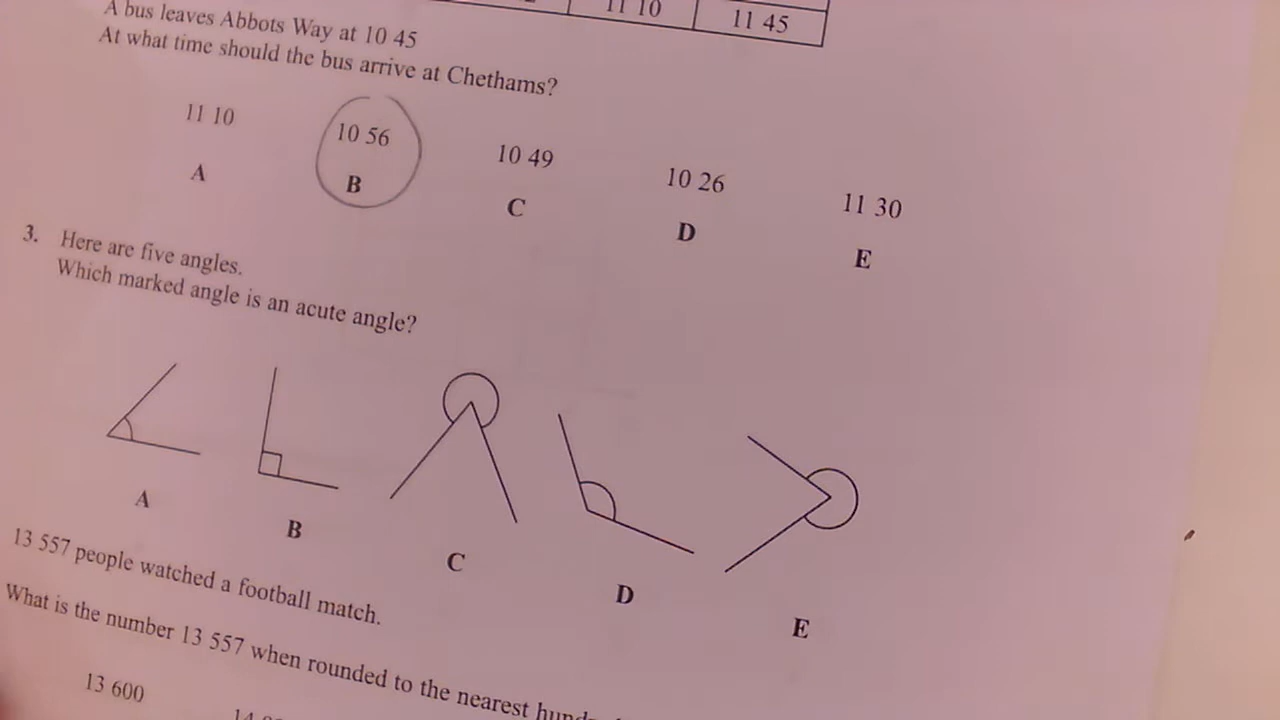 11 10 11 45
A bus leaves Abbots Way at 10 45
At what time should the bus arrive at Chethams?
11 10 10 56 10 49 10 26 11 30
A B C D E
3. Here are five angles.
Which marked angle is an acute angle?
A B C D E
13 557 people watched a football match.
What is the number 13 557 when rounded to the nearest
13 600